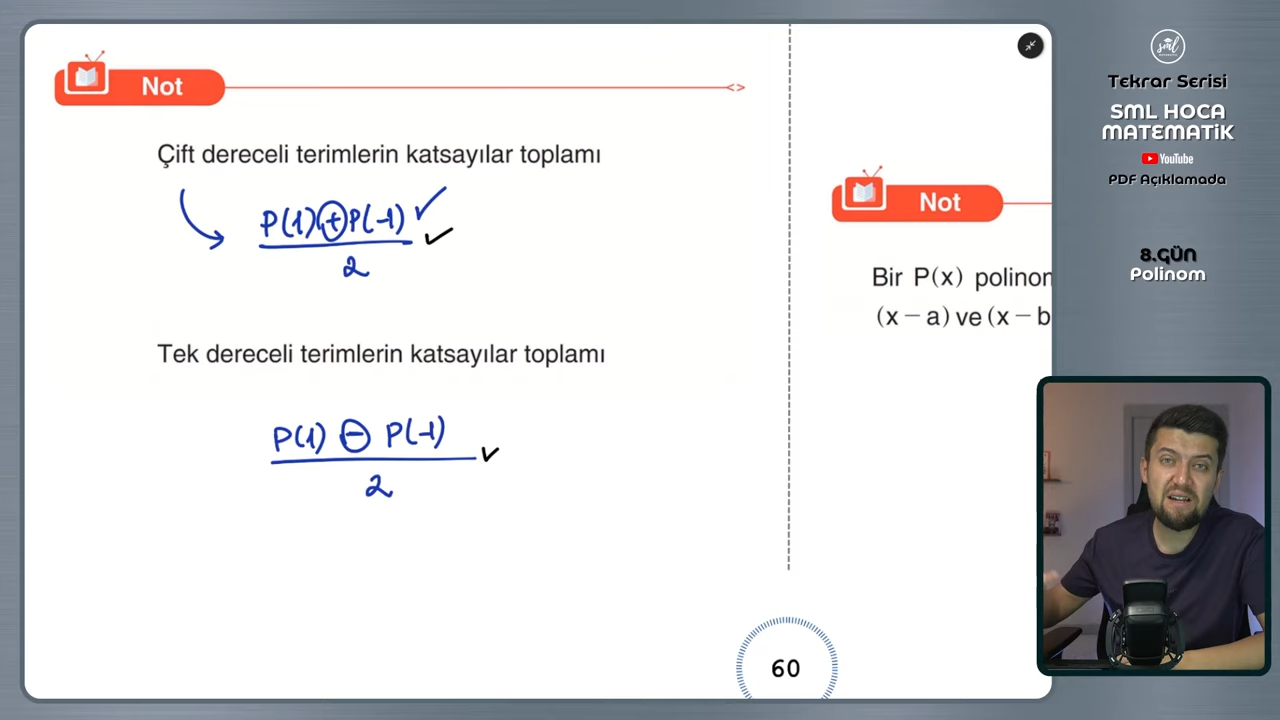 Not
Çift dereceli terimlerin katsayılar toplamı
P(1)+P(-1)
2
Tek dereceli terimlerin katsayılar toplamı
P(1) - P(-1)
2
60
Not
Bir P(x) polinom
(x - a) ve (x - b
sml
Tekrar Serisi
SML HOCA
MATEMATİK
YouTube
PDF Açıklamada
8.GÜN
Polinom